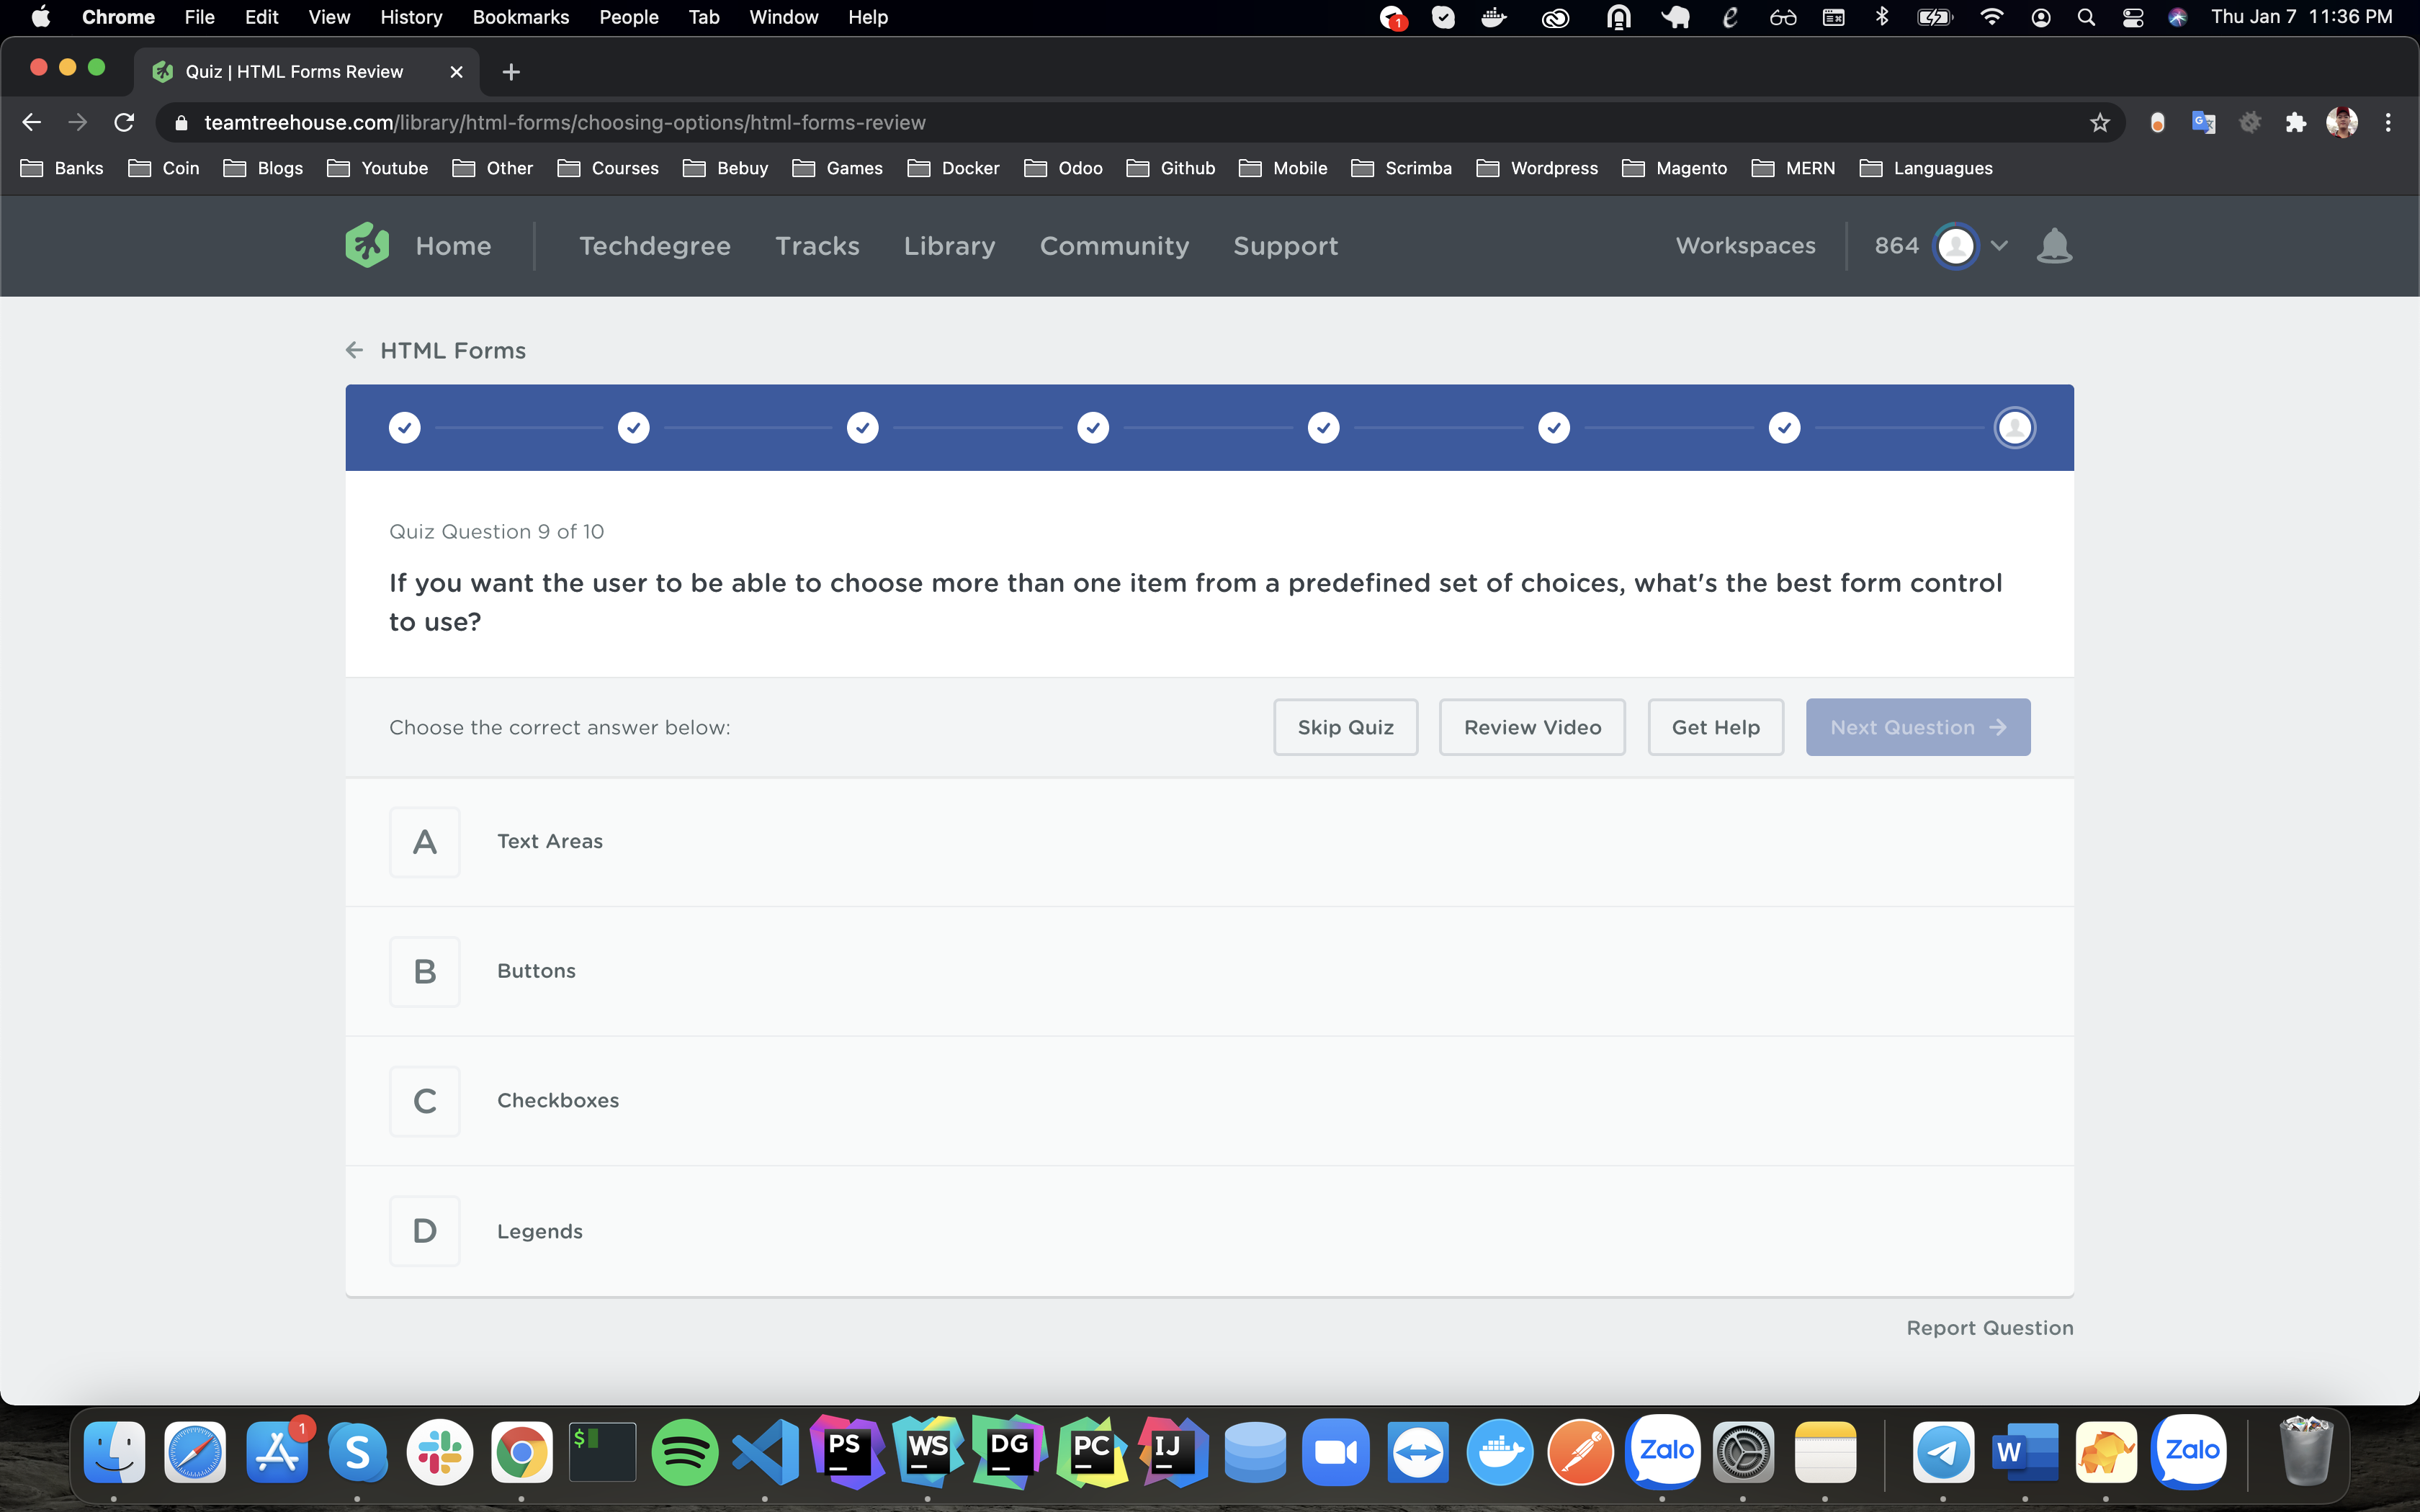 Chrome File Edit View History Bookmarks People Tab Window Help 1 Thu Jan 7 11:36 PM
Quiz | HTML Forms Review
teamtreehouse.com/library/html-forms/choosing-options/html-forms-review
Banks Coin Blogs Youtube Other Courses Bebuy Games Docker Odoo Github Mobile Scrimba Wordpress Magento MERN Languagues
Home Techdegree Tracks Library Community Support Workspaces 864
HTML Forms
Quiz Question 9 of 10
If you want the user to be able to choose more than one item from a predefined set of choices, what's the best form control
to use?
Choose the correct answer below: Skip Quiz Review Video Get Help Next Question
A Text Areas
B Buttons
C Checkboxes
D Legends
Report Question
1 S $ PS WS DG PC IJ Zalo W Zalo